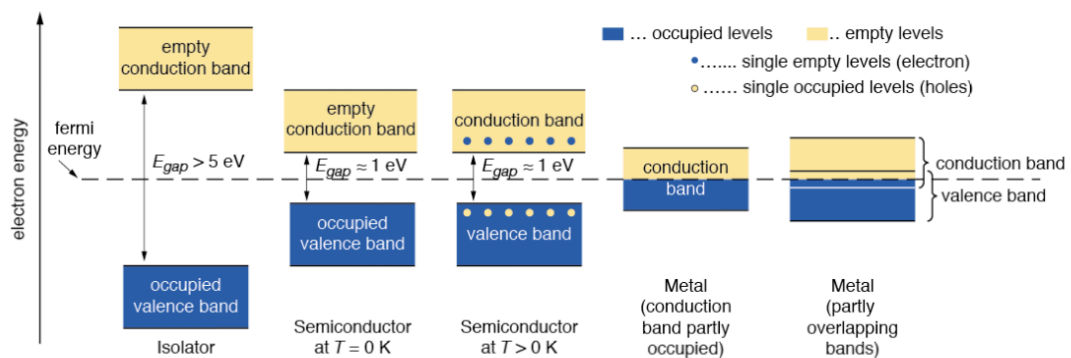 electron energy
fermi
energy
empty
conduction band
E_gap > 5 eV
occupied
valence band
Isolator
empty
conduction band
E_gap ≈ 1 eV
occupied
valence band
Semiconductor
at T = 0 K
conduction band
E_gap ≈ 1 eV
valence band
Semiconductor
at T > 0 K
... occupied levels
.. empty levels
....... single empty levels (electron)
...... single occupied levels (holes)
conduction
band
Metal
(conduction
band partly
occupied)
conduction band
valence band
Metal
(partly
overlapping
bands)